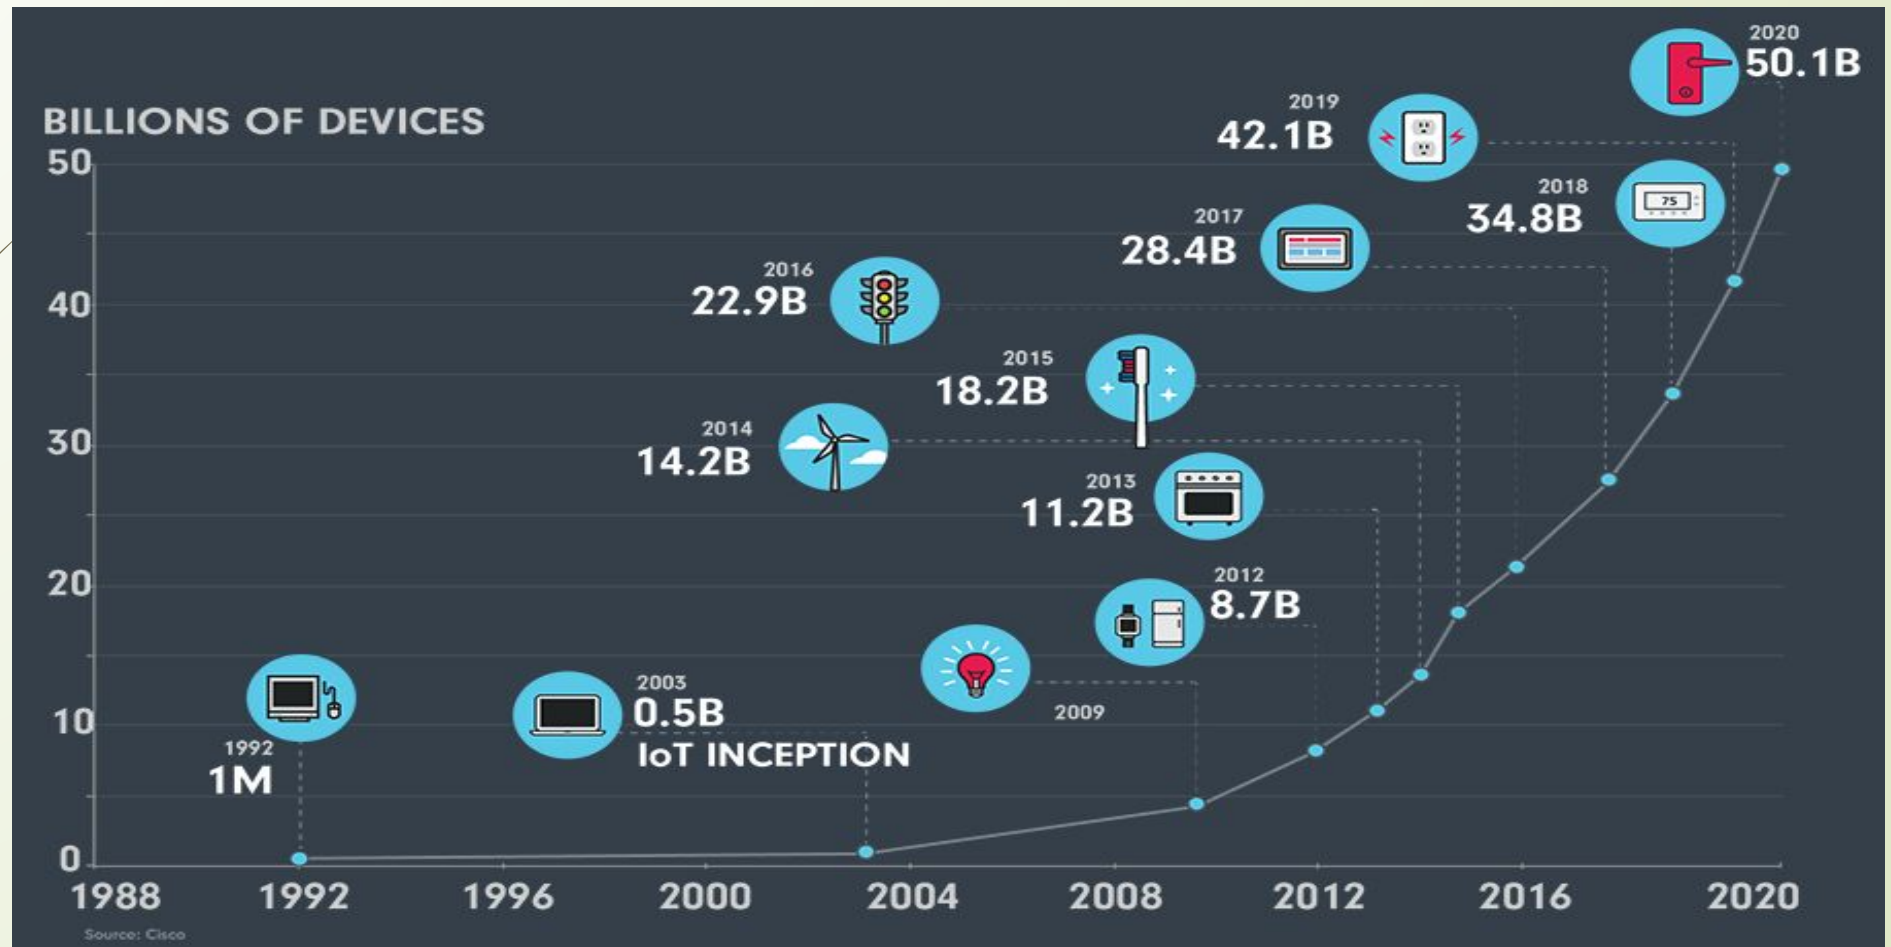 BILLIONS OF DEVICES
50
40
30
20
10
0
1988 1992 1996 2000 2004 2008 2012 2016 2020
1992
1M
2003
0.5B
IoT INCEPTION
2009
2012
8.7B
2013
11.2B
2014
14.2B
2015
18.2B
2016
22.9B
2017
28.4B
2018
34.8B
75
2019
42.1B
2020
50.1B
Source: Cisco